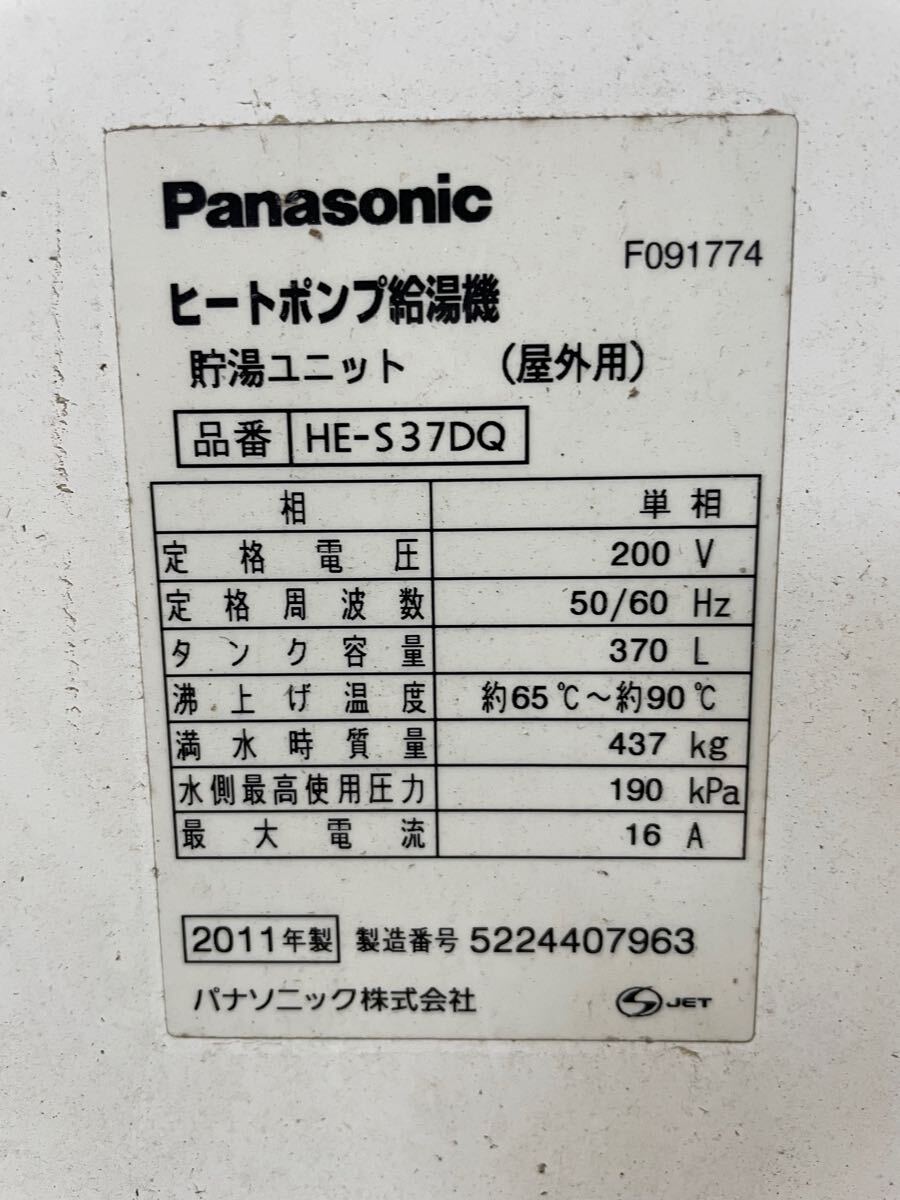 Panasonic
F091774
ヒートポンプ給湯機
貯湯ユニット (屋外用)
品番 HE-S37DQ
相 単相
定格電圧 200 V
定格周波数 50/60 Hz
タンク容量 370 L
沸上げ温度 約65℃~約90℃
満水時質量 437 kg
水側最高使用圧力 190 kPa
最大電流 16 A
2011年製 製造番号 5224407963
パナソニック株式会社 JET